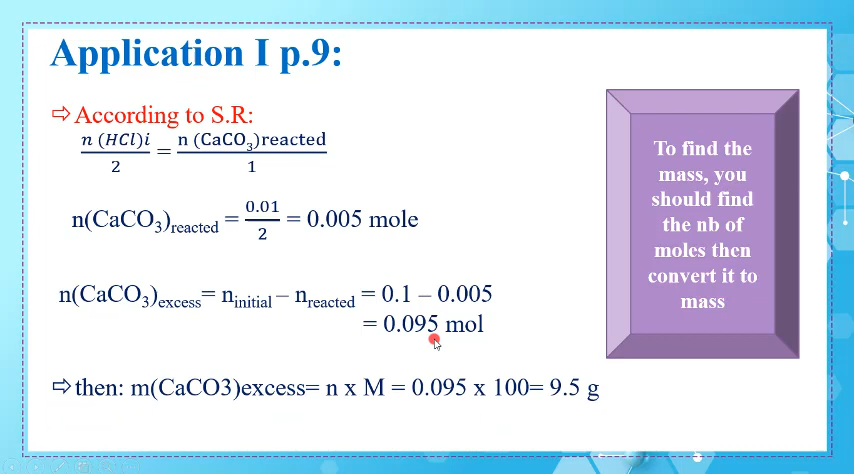 Application I p.9:
⇨According to S.R:
n (HCl)i/2 = n (CaCO₃)reacted/1
n(CaCO₃)reacted = 0.01/2 = 0.005 mole
n(CaCO₃)excess= ninitial – nreacted = 0.1 – 0.005
= 0.095 mol
⇨then: m(CaCO3)excess= n x M = 0.095 x 100= 9.5 g
To find the
mass, you
should find
the nb of
moles then
convert it to
mass